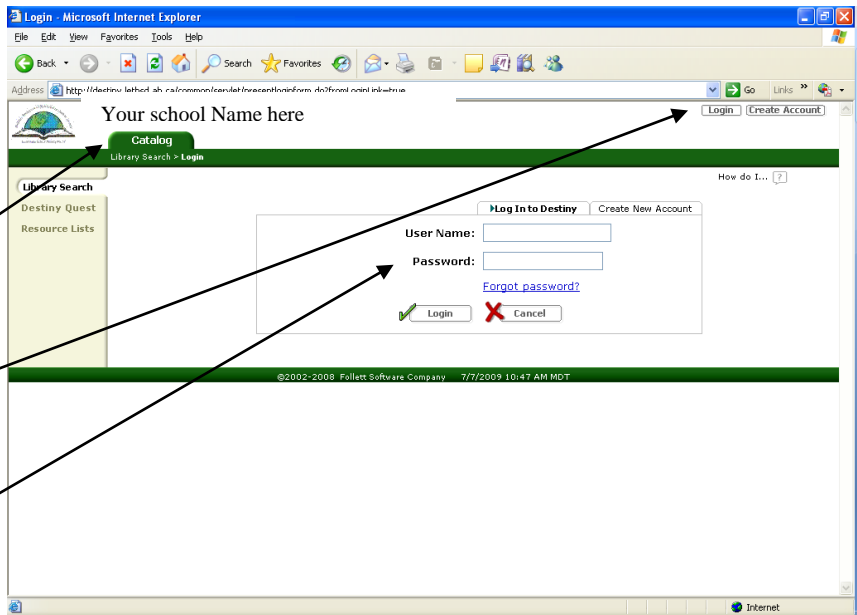 Login - Microsoft Internet Explorer
File Edit View Favorites Tools Help
Back Search Favorites
Address http://destiny.lethsd.ab.ca/common/servlet/presentloginform.do?fromLoginLink=true Go Links »
Your school Name here
Login Create Account
Catalog
Library Search > Login
How do I... ?
Library Search
Destiny Quest
Resource Lists
Log In to Destiny Create New Account
User Name:
Password:
Forgot password?
Login Cancel
©2002-2008 Follett Software Company 7/7/2009 10:47 AM MDT
Internet